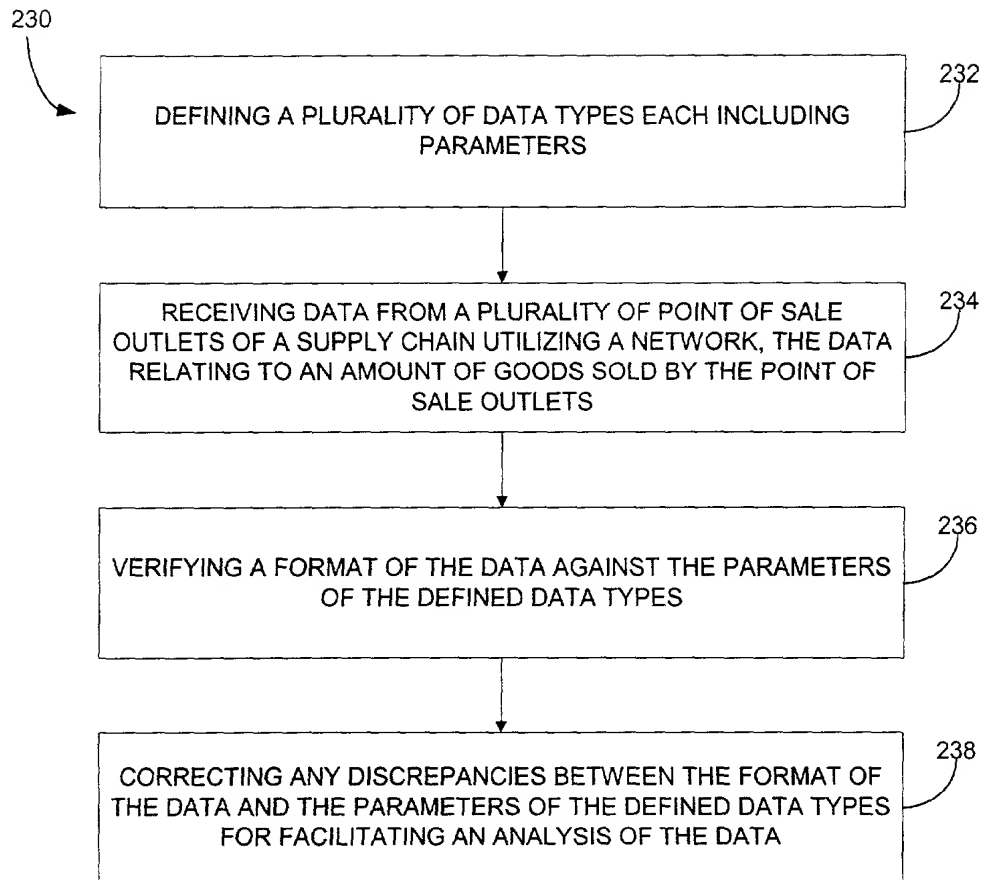 230
232
DEFINING A PLURALITY OF DATA TYPES EACH INCLUDING
PARAMETERS
234
RECEIVING DATA FROM A PLURALITY OF POINT OF SALE
OUTLETS OF A SUPPLY CHAIN UTILIZING A NETWORK, THE DATA
RELATING TO AN AMOUNT OF GOODS SOLD BY THE POINT OF
SALE OUTLETS
236
VERIFYING A FORMAT OF THE DATA AGAINST THE PARAMETERS
OF THE DEFINED DATA TYPES
238
CORRECTING ANY DISCREPANCIES BETWEEN THE FORMAT OF
THE DATA AND THE PARAMETERS OF THE DEFINED DATA TYPES
FOR FACILITATING AN ANALYSIS OF THE DATA